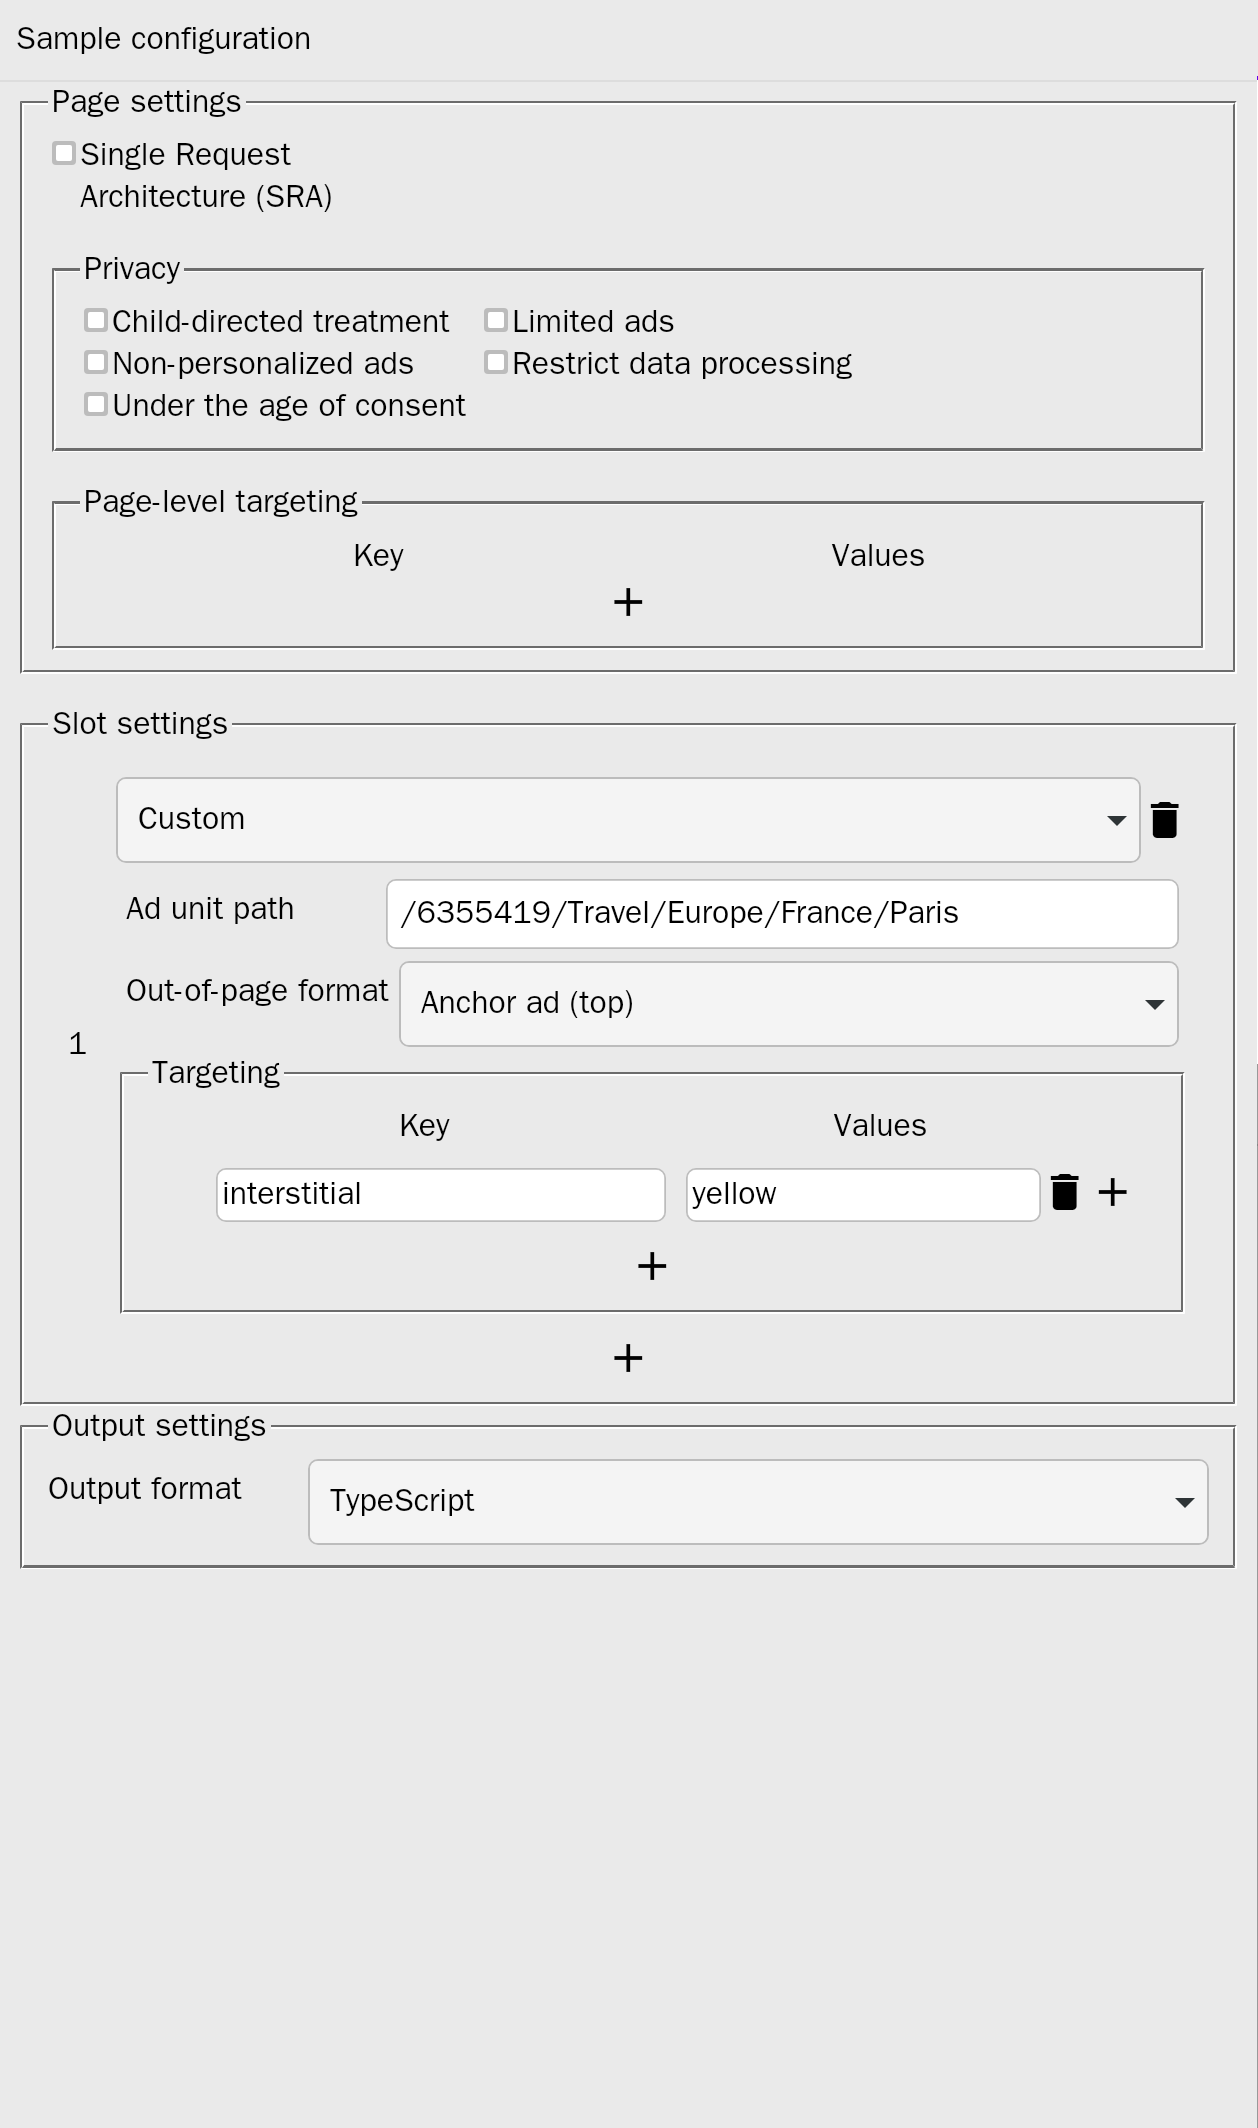 Sample configuration
Page settings
Single Request
Architecture (SRA)
Privacy
Child-directed treatment Limited ads
Non-personalized ads Restrict data processing
Under the age of consent
Page-level targeting
Key Values
Slot settings
Custom
Ad unit path /6355419/Travel/Europe/France/Paris
Out-of-page format Anchor ad (top)
1
Targeting
Key Values
interstitial yellow
Output settings
Output format TypeScript